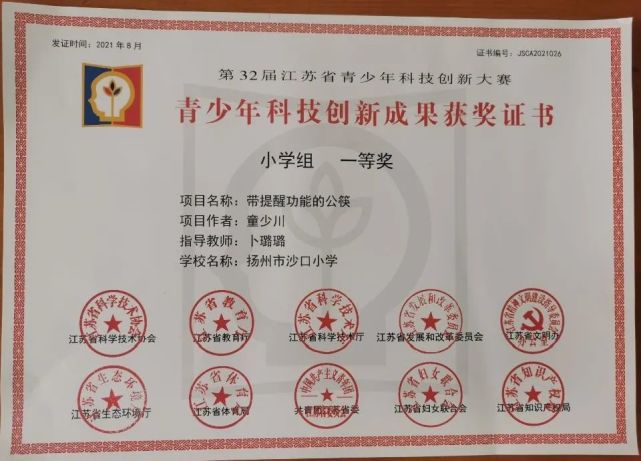 发证时间：2021年8月
证书编号：JSCA2021026
第32届江苏省青少年科技创新大赛
青少年科技创新成果获奖证书
小学组 一等奖
项目名称：带提醒功能的公筷
项目作者：童少川
指导教师：卜璐璐
学校名称：扬州市沙口小学
江苏省科学技术协会
江苏省教育厅
江苏省科学技术厅
江苏省发展和改革委员会
江苏省文明办
江苏省生态环境厅
江苏省体育局
共青团江苏省委
江苏省妇女联合会
江苏省知识产权局